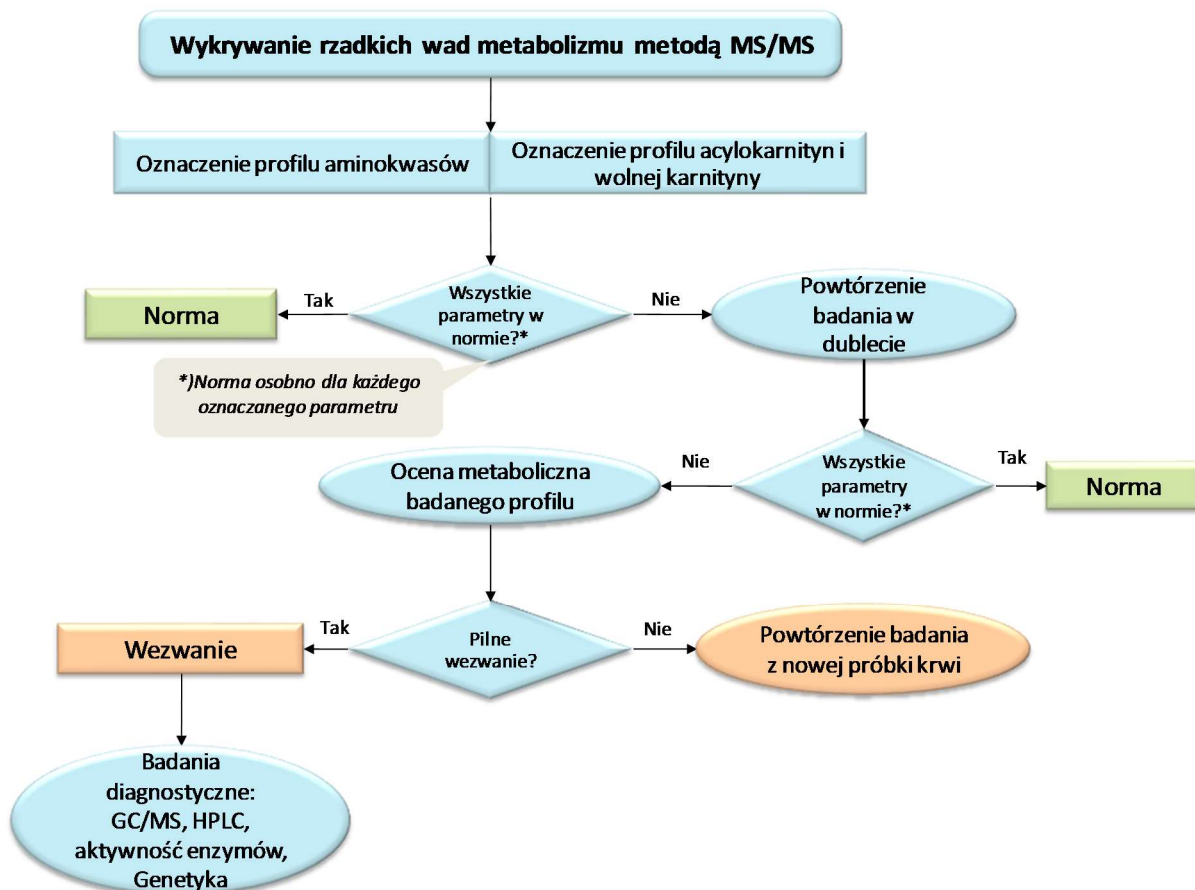 Wykrywanie rzadkich wad metabolizmu metodą MS/MS
Oznaczenie profilu aminokwasów
Oznaczenie profilu acylokarnityn i
wolnej karnityny
Norma
Tak
Wszystkie
parametry w
normie?*
Nie
Powtórzenie
badania w
dublecie
*)Norma osobno dla każdego
oznaczanego parametru
Ocena metaboliczna
badanego profilu
Nie
Wszystkie
parametry
w normie?*
Tak
Norma
Wezwanie
Tak
Pilne
wezwanie?
Nie
Powtórzenie badania
z nowej próbki krwi
Badania
diagnostyczne:
GC/MS, HPLC,
aktywność enzymów,
Genetyka